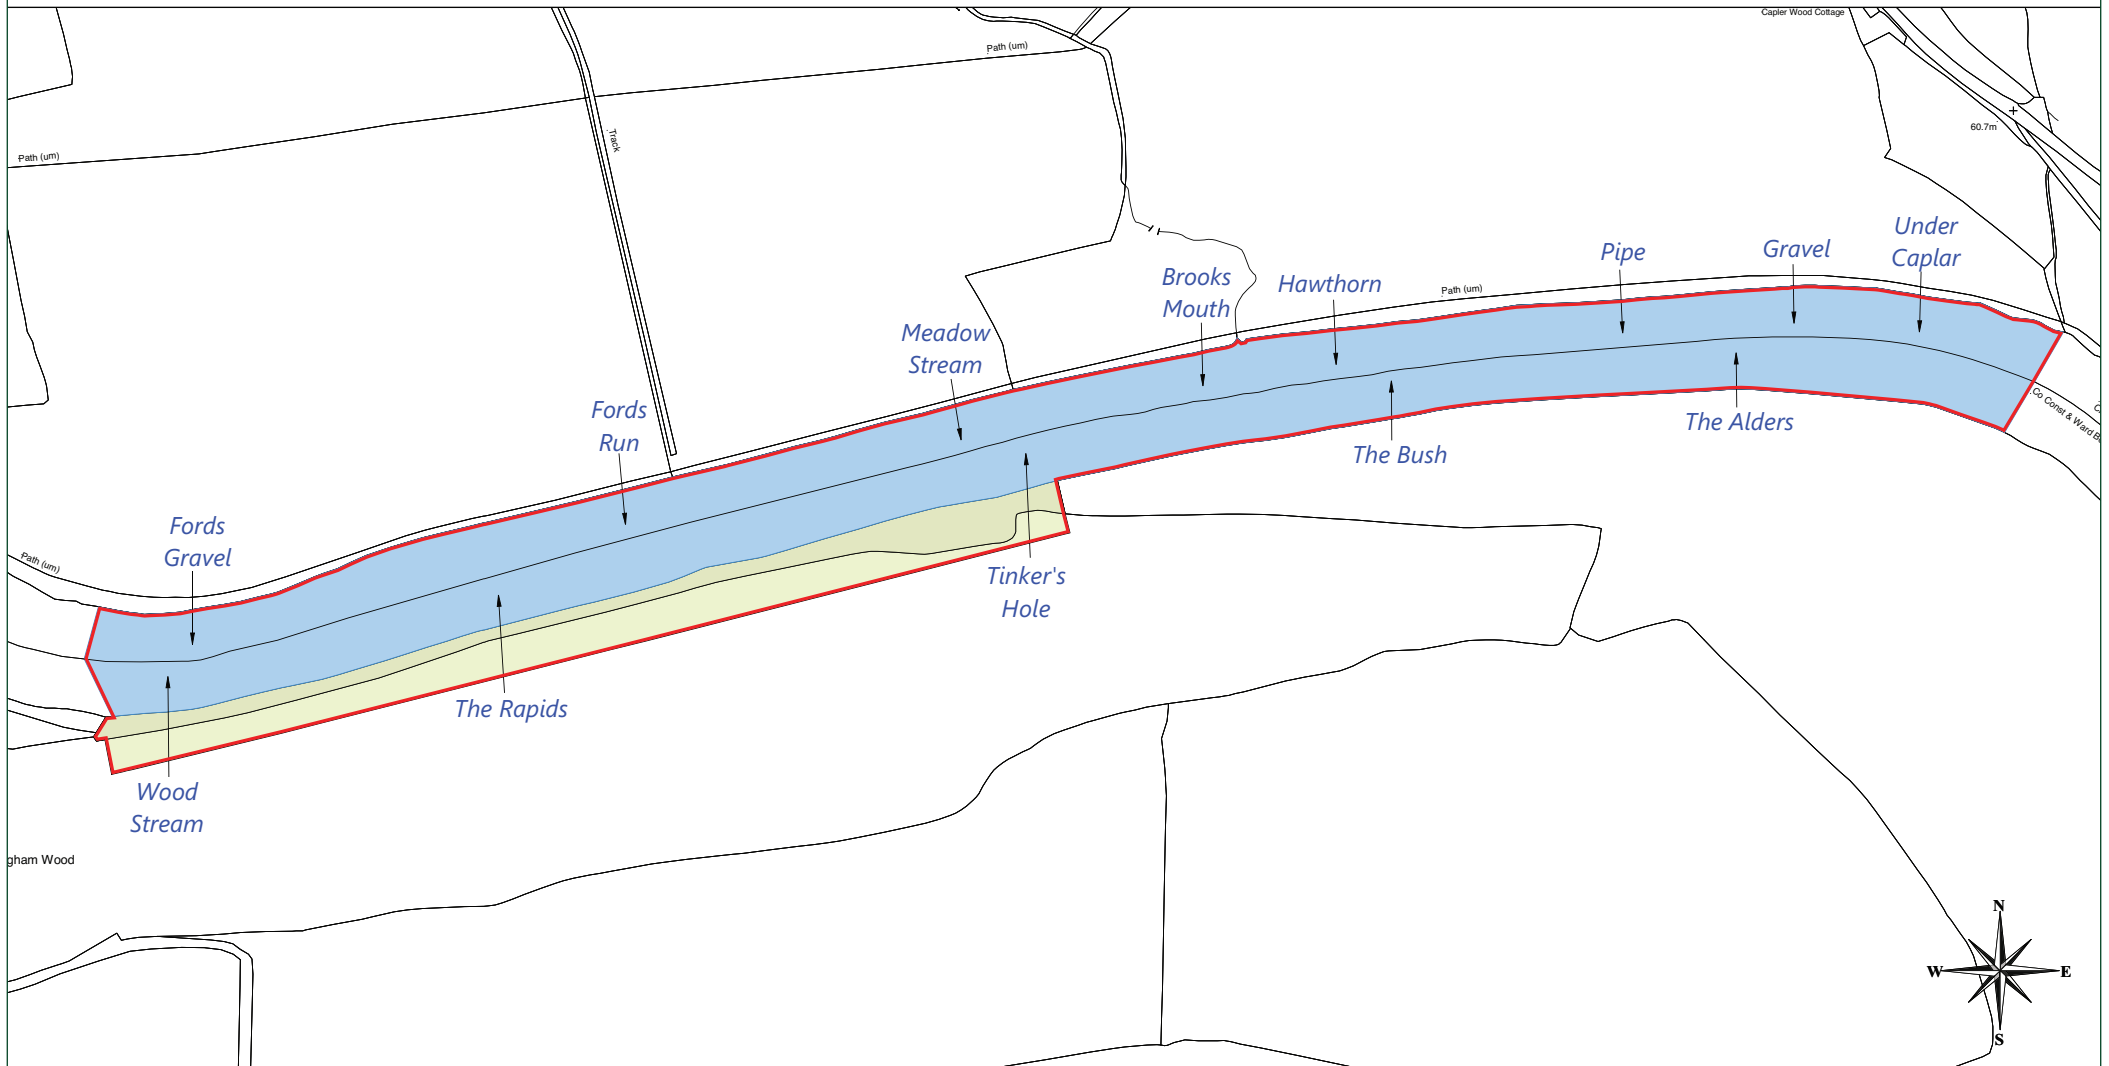 Capler Wood Cottage
Path (um)
60.7m
Track
Path (um)
Under
Caplar
Gravel
Pipe
Brooks
Mouth
Hawthorn
Path (um)
Meadow
Stream
Fords
Run
Co Const & Ward B
The Alders
The Bush
Fords
Gravel
Path (um)
Tinker's
Hole
The Rapids
Wood
Stream
gham Wood
N
W
E
S